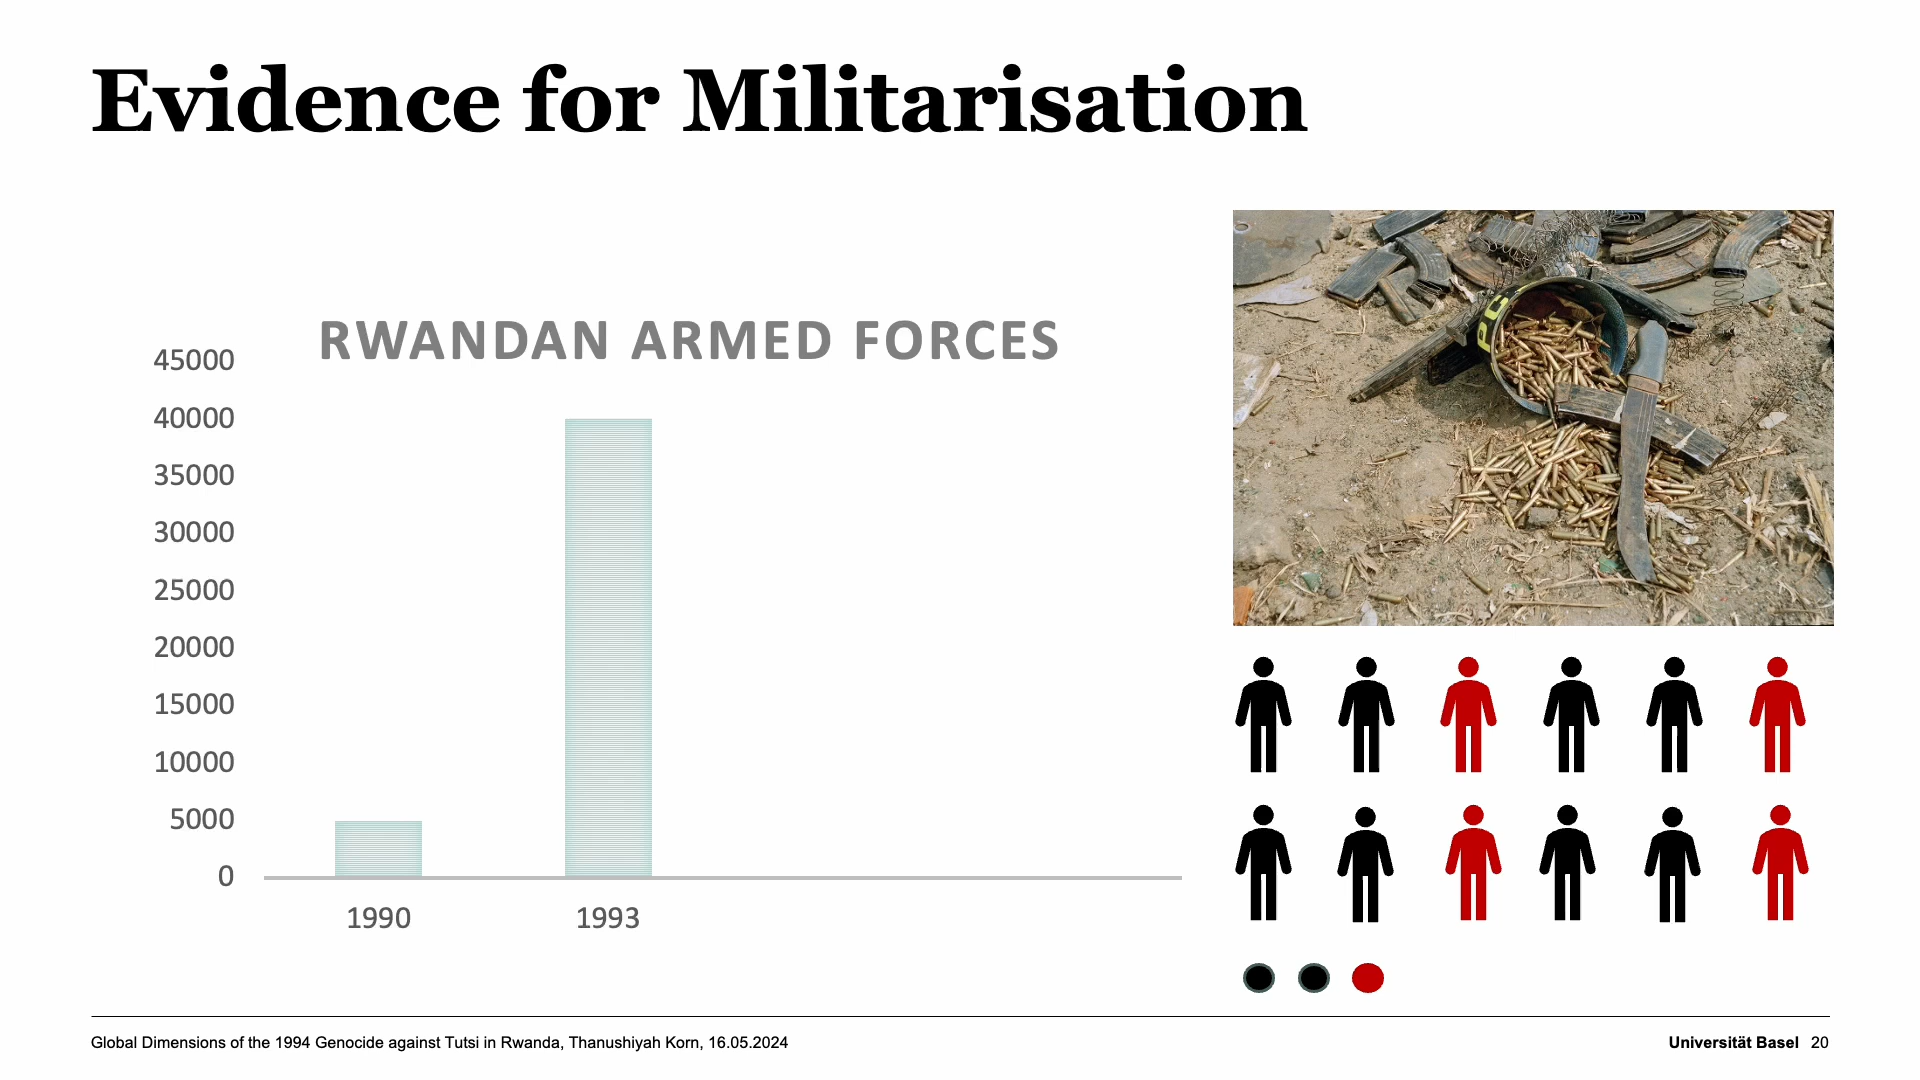 Evidence for Militarisation
RWANDAN ARMED FORCES
45000
40000
35000
30000
25000
20000
15000
10000
5000
0
1990 1993
PG
Global Dimensions of the 1994 Genocide against Tutsi in Rwanda, Thanushiyah Korn, 16.05.2024
Universität Basel 20